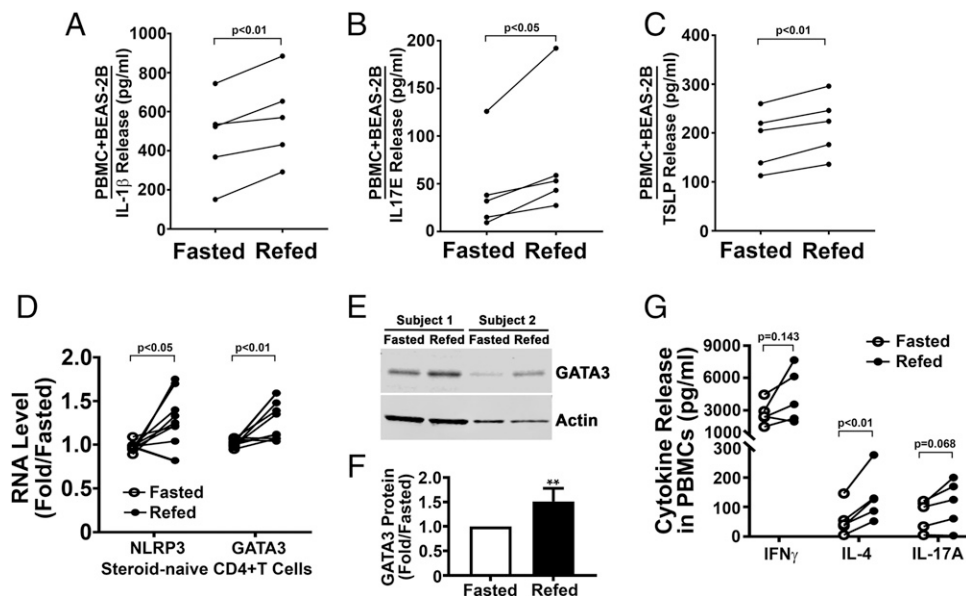 A
PBMC+BEAS-2B
IL-1β Release (pg/ml)
1000
800
600
400
200
0
p<0.01
Fasted Refed
B
PBMC+BEAS-2B
IL17E Release (pg/ml)
200
150
100
50
0
p<0.05
Fasted Refed
C
PBMC+BEAS-2B
TSLP Release (pg/ml)
400
300
200
100
0
p<0.01
Fasted Refed
D
RNA Level
(Fold/Fasted)
2.0
1.5
1.0
0.5
p<0.05 p<0.01
Fasted
Refed
NLRP3 GATA3
Steroid-naive CD4+T Cells
E
Subject 1 Subject 2
Fasted Refed Fasted Refed
GATA3
Actin
F
GATA3 Protein
(Fold/Fasted)
2.0
1.5
1.0
0.5
0
**
Fasted Refed
G
Cytokine Release
in PBMCs (pg/ml)
9000
7000
5000
3000
1000
300
200
100
0
p=0.143
p<0.01
p=0.068
Fasted
Refed
IFNγ IL-4 IL-17A